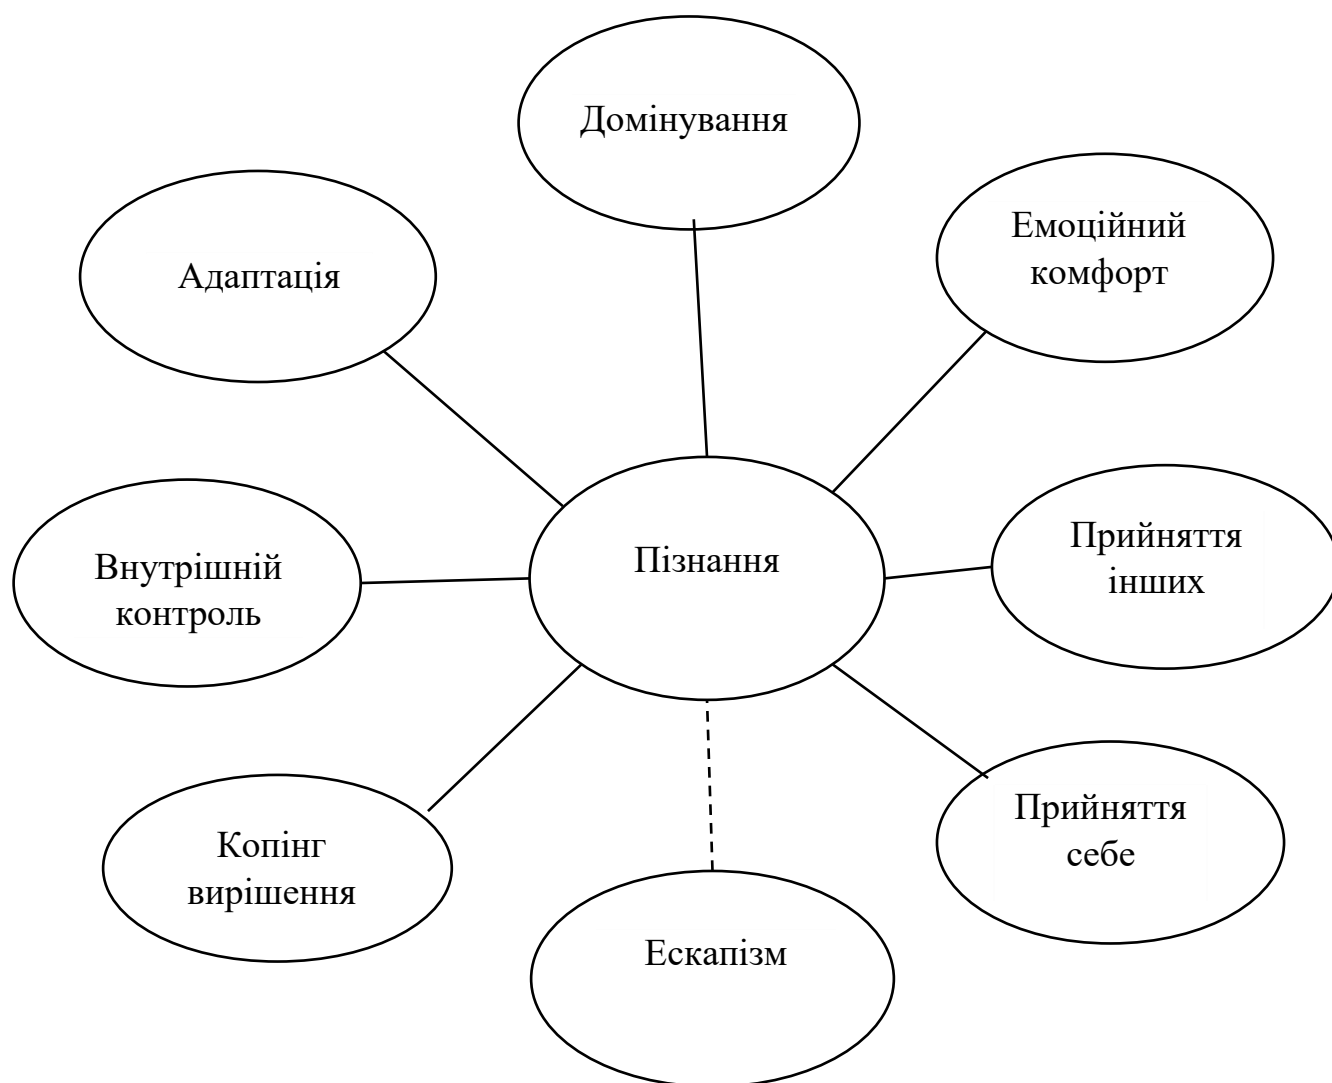 Домінування
Емоційний
комфорт
Адаптація
Прийняття
інших
Пізнання
Внутрішній
контроль
Прийняття
себе
Копінг
вирішення
Ескапізм